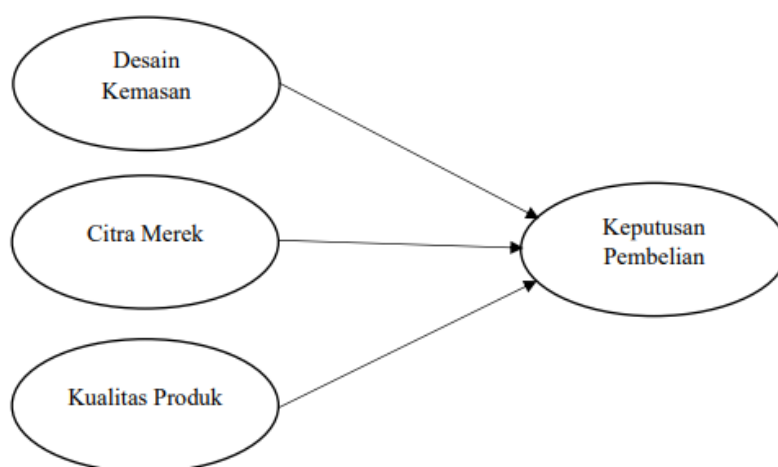 Desain
Kemasan
Citra Merek
Keputusan
Pembelian
Kualitas Produk